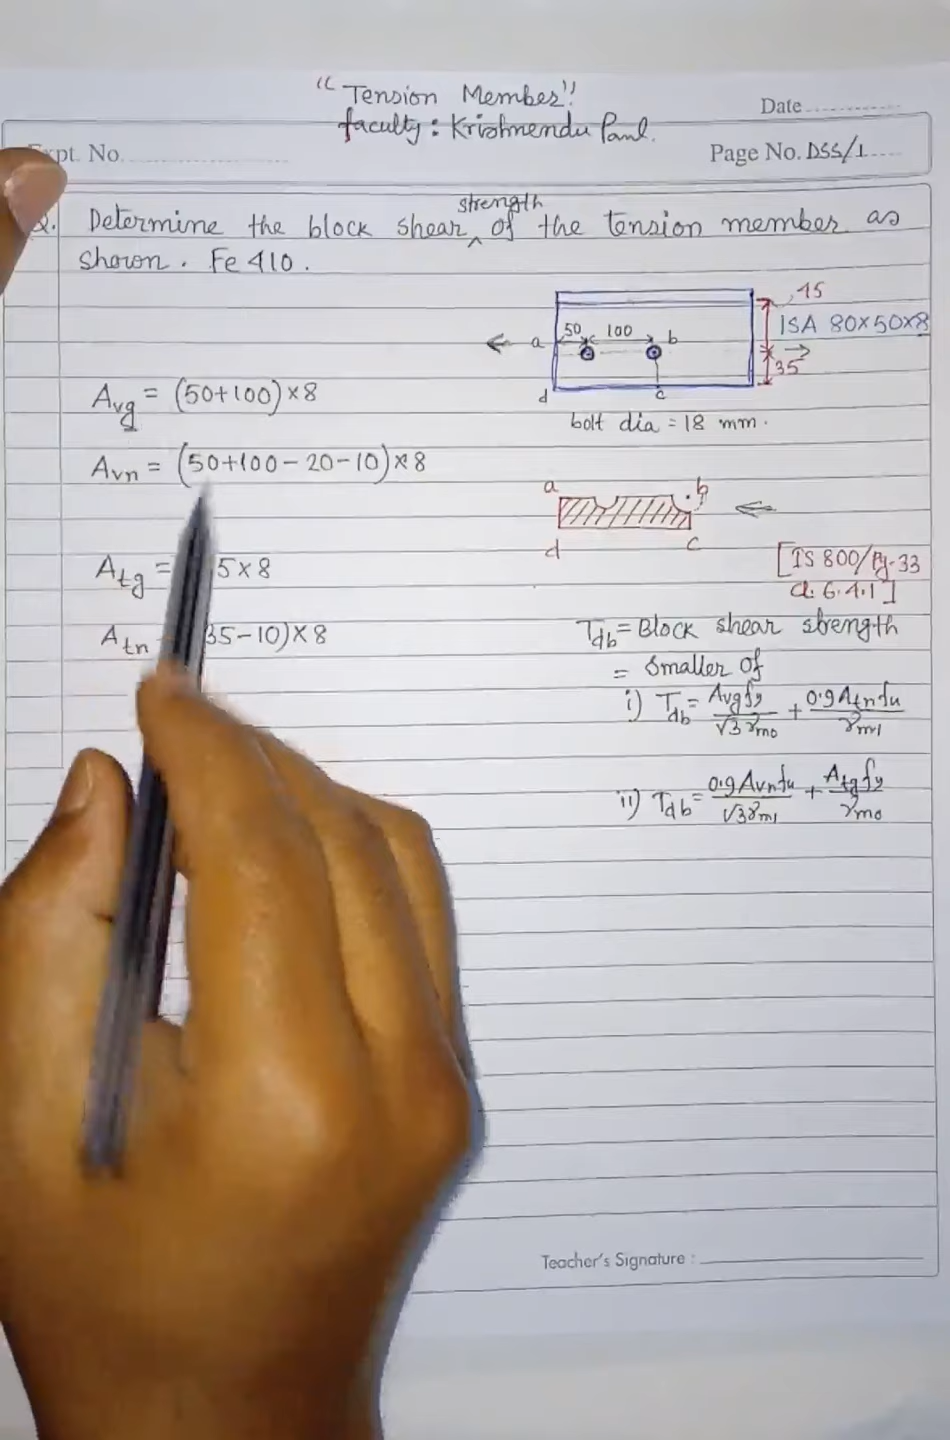 "Tension Member"
faculty: Krishnendu Paul.
Date
Expt. No.
Page No. DSS/1
Q. Determine the block shear strength of the tension member as
shown. Fe 410.
45
ISA 80×50×8
50 100
a b
35
d c
bolt dia = 18 mm.
Avg = (50+100)×8
Avn = (50+100-20-10)×8
a b
d c
[IS 800/Pg-33
Cl. 6.4.1]
Atg = 5×8
Atn 35-10)×8
Tdb = Block shear strength
= Smaller of
i) Tdb = Avg fy/√3 γm0 + 0.9 Atn fu/γm1
ii) Tdb = 0.9 Avn fu/√3 γm1 + Atg fy/γm0
Teacher's Signature :